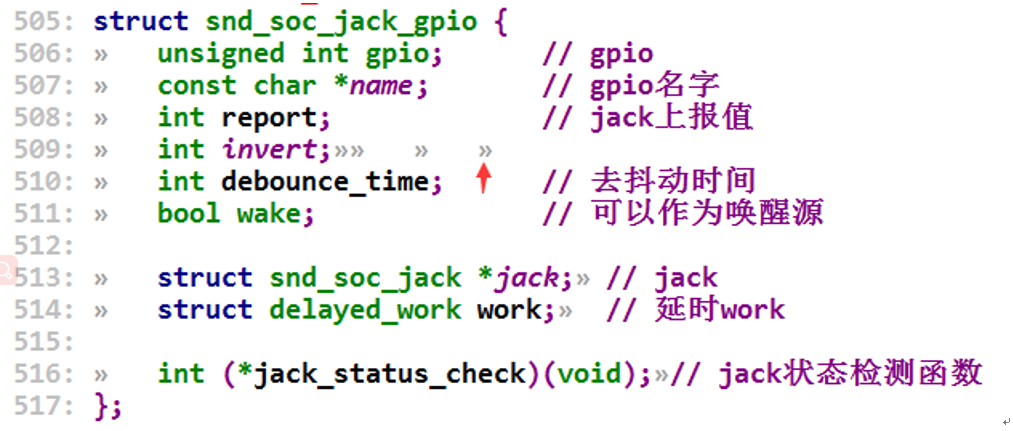 505: struct snd_soc_jack_gpio {
506: » unsigned int gpio; // gpio
507: » const char *name; // gpio名字
508: » int report; // jack上报值
509: » int invert;»» » »
510: » int debounce_time; // 去抖动时间
511: » bool wake; // 可以作为唤醒源
512:
513: » struct snd_soc_jack *jack;» // jack
514: » struct delayed_work work;» // 延时work
515:
516: » int (*jack_status_check)(void);»// jack状态检测函数
517: };